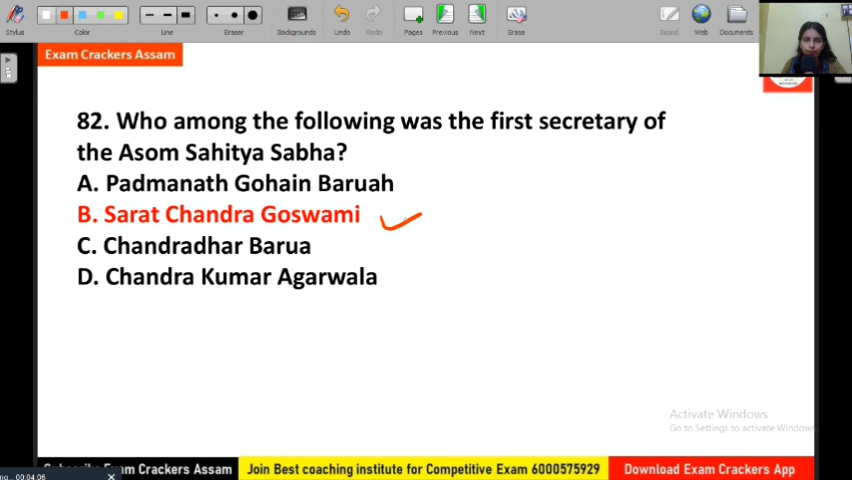 Stylus
Color
Line
Eraser
Backgrounds
Undo
Redo
Pages
Previous
Next
Erase
Board
Web
Documents
Exam Crackers Assam
82. Who among the following was the first secretary of
the Asom Sahitya Sabha?
A. Padmanath Gohain Baruah
B. Sarat Chandra Goswami
C. Chandradhar Barua
D. Chandra Kumar Agarwala
Activate Windows
Go to Settings to activate Windows
Exam Crackers Assam
Join Best coaching institute for Competitive Exam 6000575929
Download Exam Crackers App
00:04:06